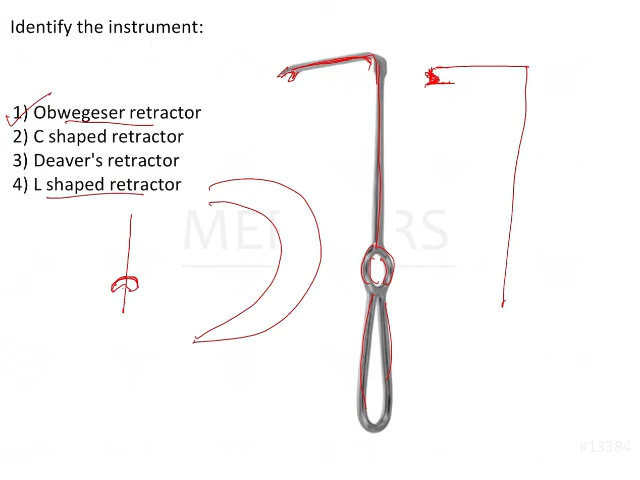 Identify the instrument:
1) Obwegeser retractor
2) C shaped retractor
3) Deaver's retractor
4) L shaped retractor
#13384